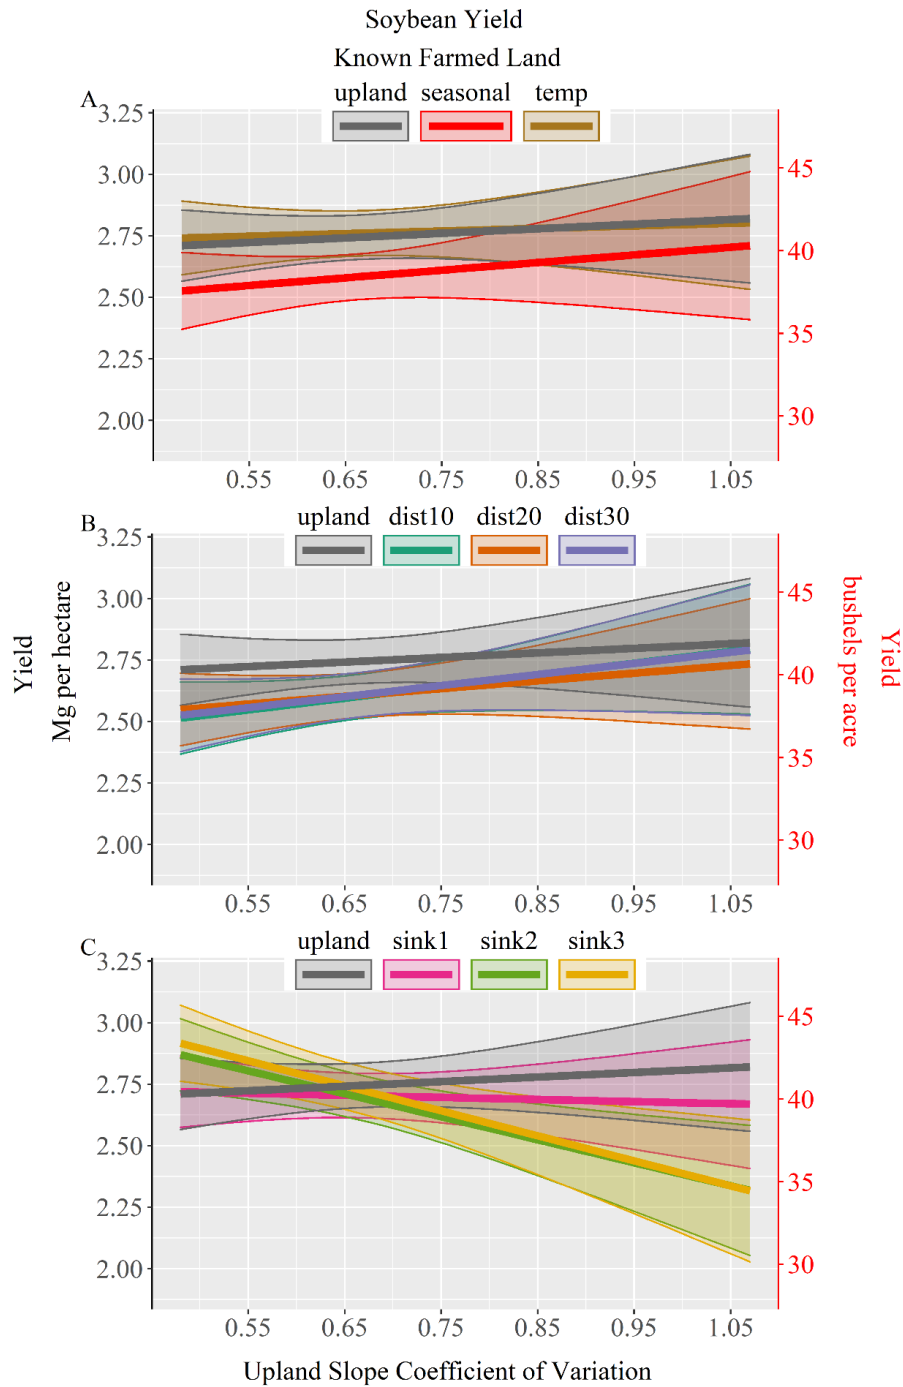 Soybean Yield
Known Farmed Land
A
upland seasonal temp
3.25
3.00
2.75
2.50
2.25
2.00
45
40
35
30
0.55 0.65 0.75 0.85 0.95 1.05
B
upland dist10 dist20 dist30
3.25
3.00
2.75
2.50
2.25
2.00
Yield
Mg per hectare
45
40
35
30
Yield
bushels per acre
0.55 0.65 0.75 0.85 0.95 1.05
C
upland sink1 sink2 sink3
3.25
3.00
2.75
2.50
2.25
2.00
45
40
35
30
0.55 0.65 0.75 0.85 0.95 1.05
Upland Slope Coefficient of Variation